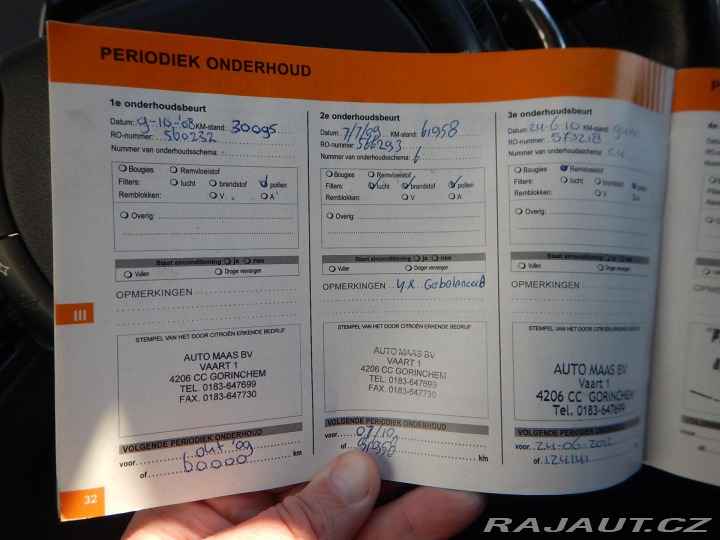 PERIODIEK ONDERHOUD
1e onderhoudsbeurt
Datum: 9-10-'08 KM-stand: 30095
RO-nummer: 560232
Nummer van onderhoudsschema:
Bougies Remvloeistof
Filters: lucht brandstof pollen
Remblokken: V A
Overig:
Staat airconditioning ja nee
Vullen Droger vervangen
OPMERKINGEN
STEMPEL VAN HET DOOR CITROËN ERKENDE BEDRIJF
AUTO MAAS BV
VAART 1
4206 CC GORINCHEM
TEL. 0183-647699
FAX. 0183-647730
VOLGENDE PERIODIEK ONDERHOUD
voor okt '09
of 60000 km
32
2e onderhoudsbeurt
Datum: 7/7/09 KM-stand: 61958
RO-nummer: 566293
Nummer van onderhoudsschema: 6
Bougies Remvloeistof
Filters: lucht brandstof pollen
Remblokken: V A
Overig:
Staat airconditioning ja nee
Vullen Droger vervangen
OPMERKINGEN 4x Gebalanceerd
STEMPEL VAN HET DOOR CITROËN ERKENDE BEDRIJF
AUTO MAAS BV
VAART 1
4206 CC GORINCHEM
TEL. 0183-647699
FAX. 0183-647730
VOLGENDE PERIODIEK ONDERHOUD
voor 07/10
of 91958 km
3e onderhoudsbeurt
Datum: 24-6-10 KM-stand:
RO-nummer: 573218
Nummer van onderhoudsschema: Cy
Bougies Remvloeistof
Filters: lucht brandstof pollen
Remblokken: V A
Overig:
Staat airconditioning ja nee
Vullen Droger vervangen
OPMERKINGEN
STEMPEL VAN HET DOOR CITROËN ERKENDE BEDRIJF
AUTO MAAS BV
Vaart 1
4206 CC GORINCHEM
Tel. 0183-647699
VOLGENDE PERIODIEK ONDERHOUD
voor 24-06-2012
of 124141
III
RAJAUT.CZ